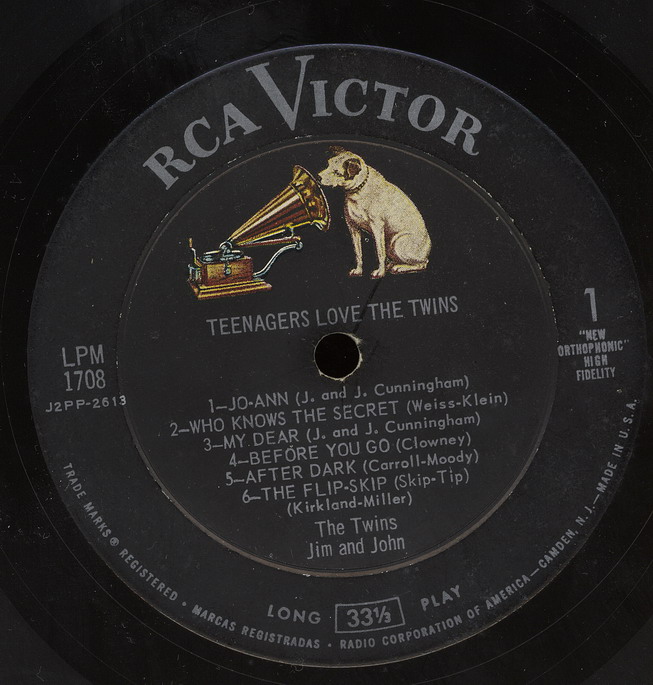 RCA VICTOR
TEENAGERS LOVE THE TWINS
LPM
1708
J2PP-2613
1
"NEW
ORTHOPHONIC"
HIGH
FIDELITY
1—JO-ANN (J. and J. Cunningham)
2—WHO KNOWS THE SECRET (Weiss-Klein)
3—MY DEAR (J. and J. Cunningham)
4—BEFORE YOU GO (Clowney)
5—AFTER DARK (Carroll-Moody)
6—THE FLIP-SKIP (Skip-Tip)
(Kirkland-Miller)
The Twins
Jim and John
LONG 33⅓ PLAY
TRADE MARKS ® REGISTERED • MARCAS REGISTRADAS • RADIO CORPORATION OF AMERICA—CAMDEN, N. J.—MADE IN U. S. A.